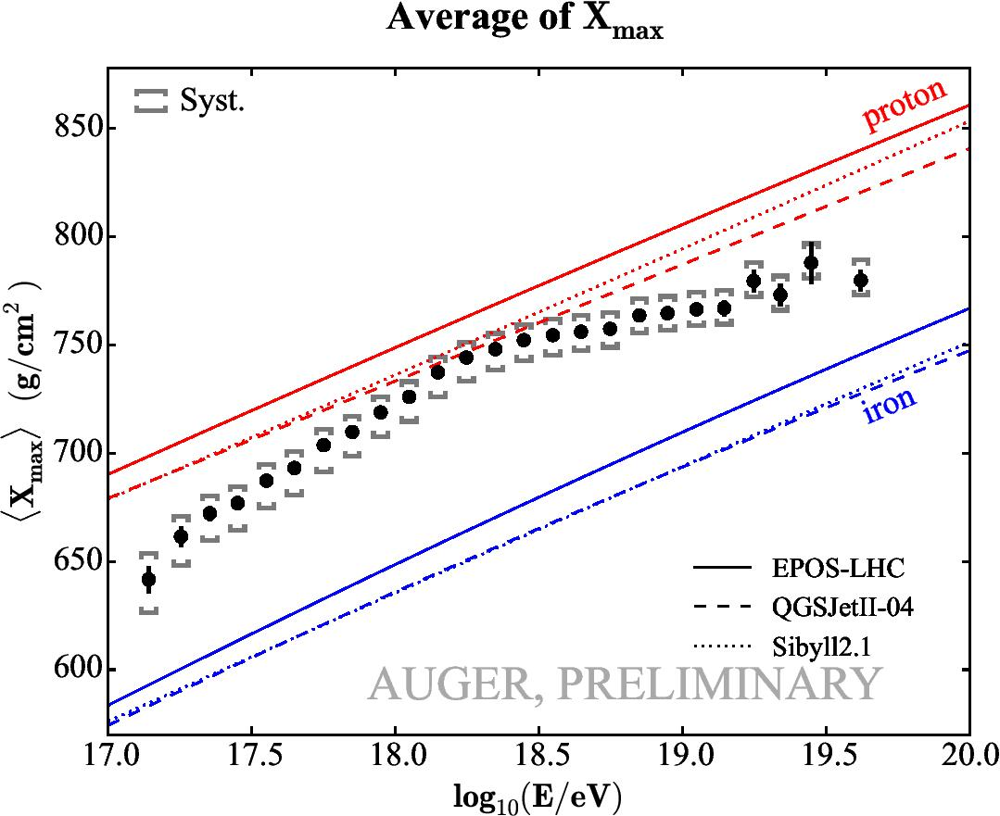 Average of Xmax
Syst.
proton
850
800
750
700
650
600
⟨Xmax⟩ (g/cm²)
iron
EPOS-LHC
QGSJetII-04
Sibyll2.1
AUGER, PRELIMINARY
17.0 17.5 18.0 18.5 19.0 19.5 20.0
log₁₀(E/eV)